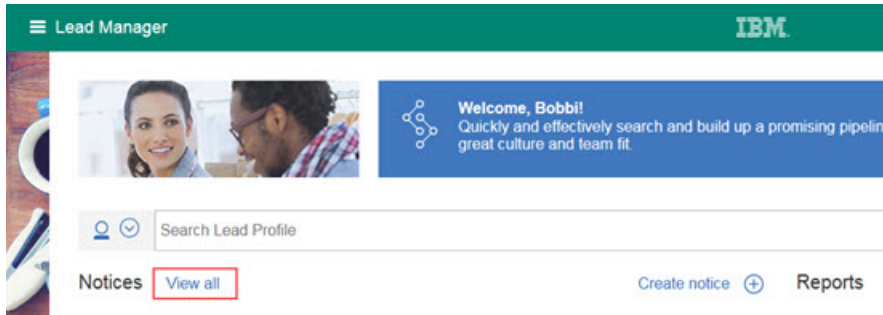 Lead Manager
IBM.
Welcome, Bobbi!
Quickly and effectively search and build up a promising
great culture and team fit.
Search Lead Profile
Notices View all Create notice Reports